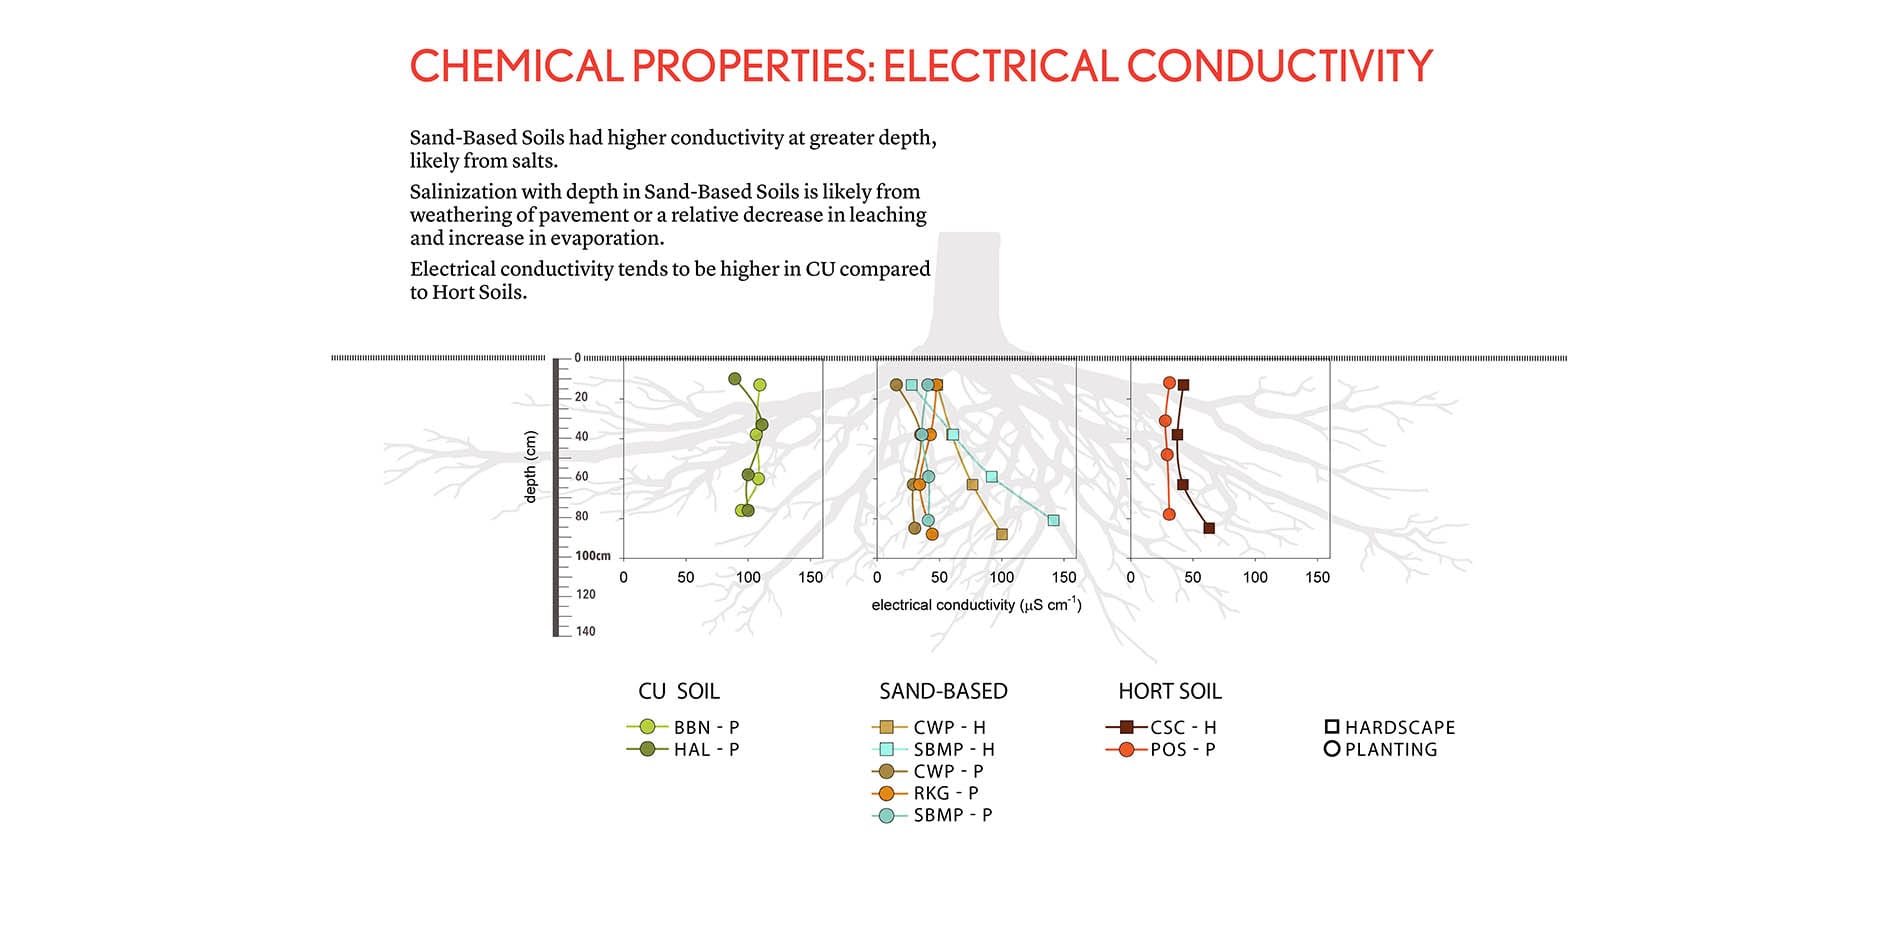 CHEMICAL PROPERTIES: ELECTRICAL CONDUCTIVITY
Sand-Based Soils had higher conductivity at greater depth,
likely from salts.
Salinization with depth in Sand-Based Soils is likely from
weathering of pavement or a relative decrease in leaching
and increase in evaporation.
Electrical conductivity tends to be higher in CU compared
to Hort Soils.
depth (cm)
0
20
40
60
80
100cm
120
140
0 50 100 150
0 50 100 150
0 50 100 150
electrical conductivity (μS cm⁻¹)
CU SOIL
BBN - P
HAL - P
SAND-BASED
CWP - H
SBMP - H
CWP - P
RKG - P
SBMP - P
HORT SOIL
CSC - H
POS - P
HARDSCAPE
PLANTING